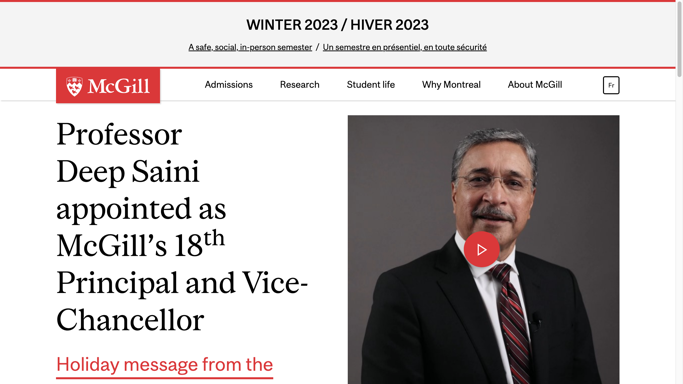 WINTER 2023 / HIVER 2023
A safe, social, in-person semester / Un semestre en présentiel, en toute sécurité
McGill
Admissions Research Student life Why Montreal About McGill Fr
Professor
Deep Saini
appointed as
McGill’s 18th
Principal and Vice-
Chancellor
Holiday message from the